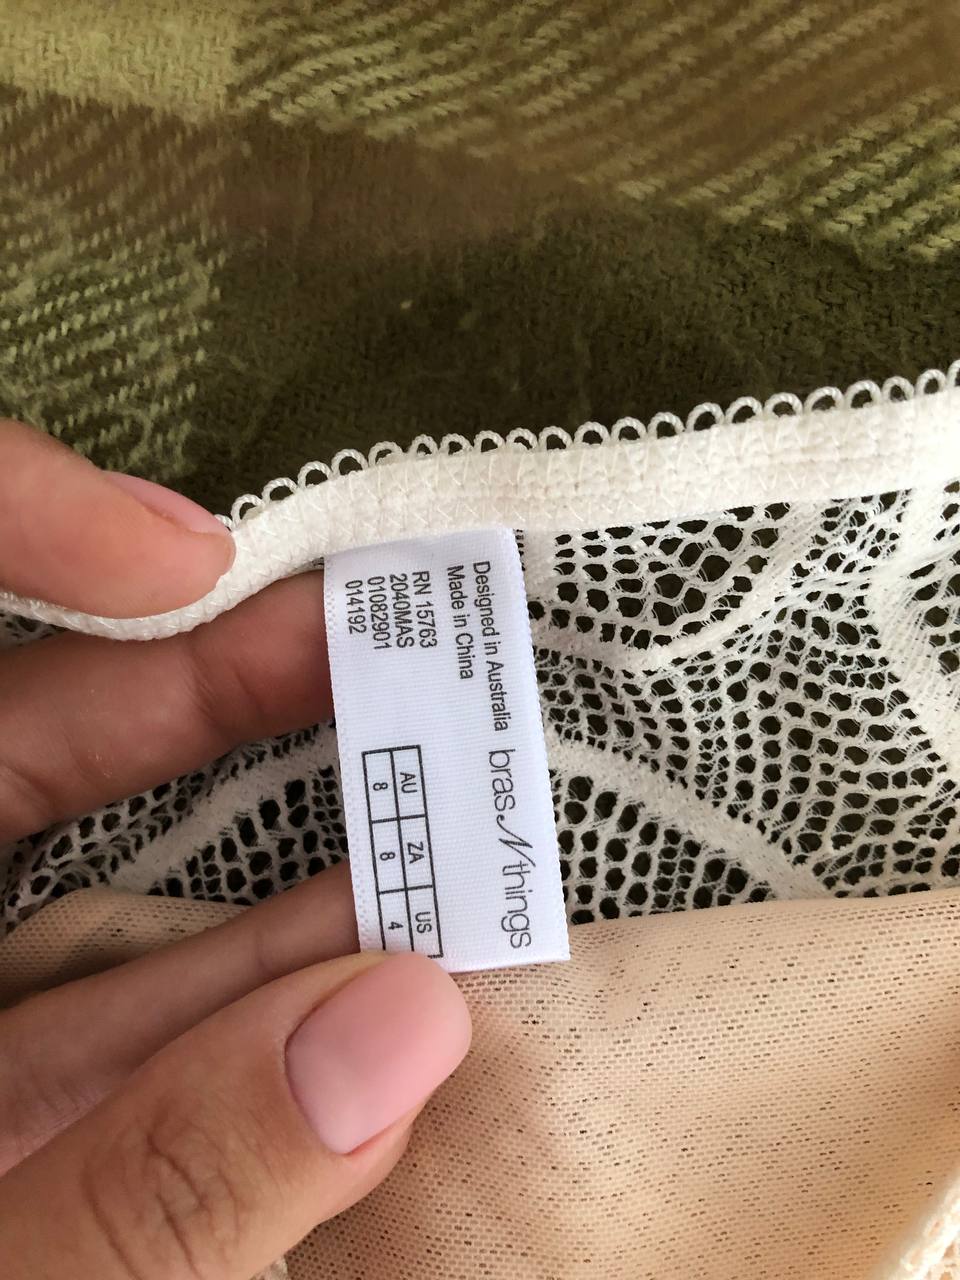 bras N things
Designed in Australia
Made in China
RN 15763
2040MAS
01082901
014192
AU ZA US
8 8 4